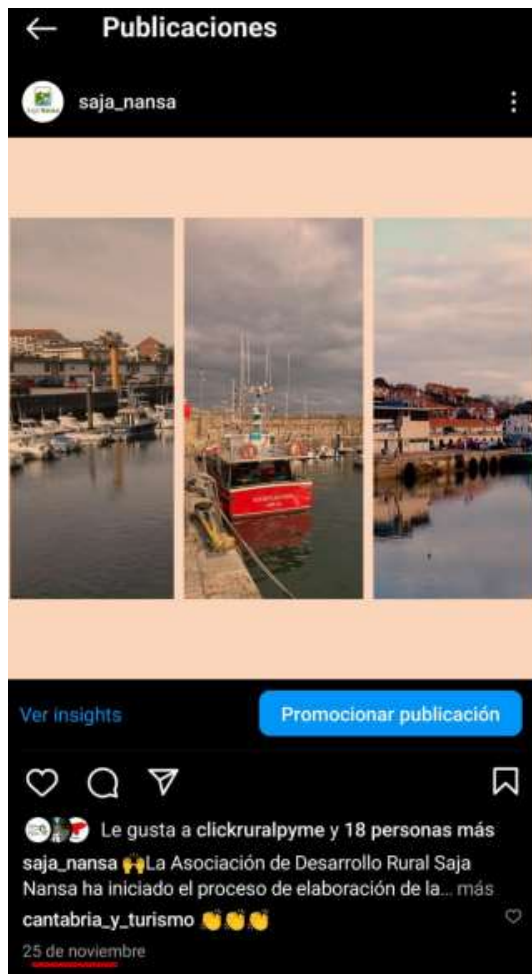 Publicaciones
saja_nansa
Ver insights
Promocionar publicación
Le gusta a clickruralpyme y 18 personas más
saja_nansa 🙌La Asociación de Desarrollo Rural Saja
Nansa ha iniciado el proceso de elaboración de la... más
cantabria_y_turismo 👏👏👏
25 de noviembre